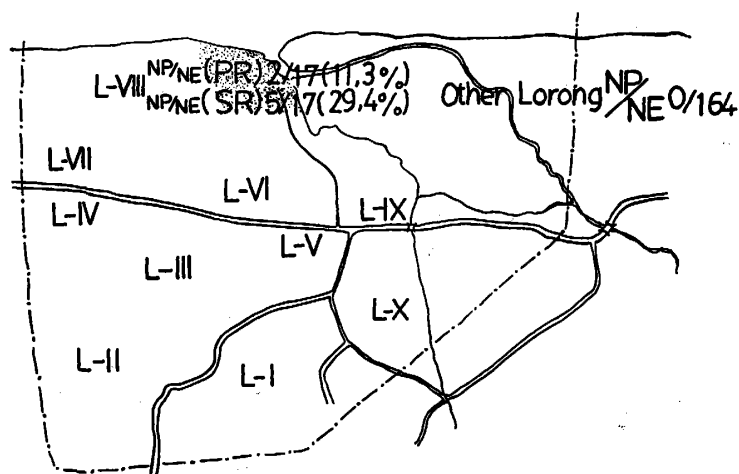 L-VIII NP/NE (PR) 2/17 (11,3%)
NP/NE (SR) 5/17 (29,4%)
Other Lorong NP/NE 0/164
L-VII
L-VI
L-IV
L-IX
L-V
L-III
L-X
L-II
L-I